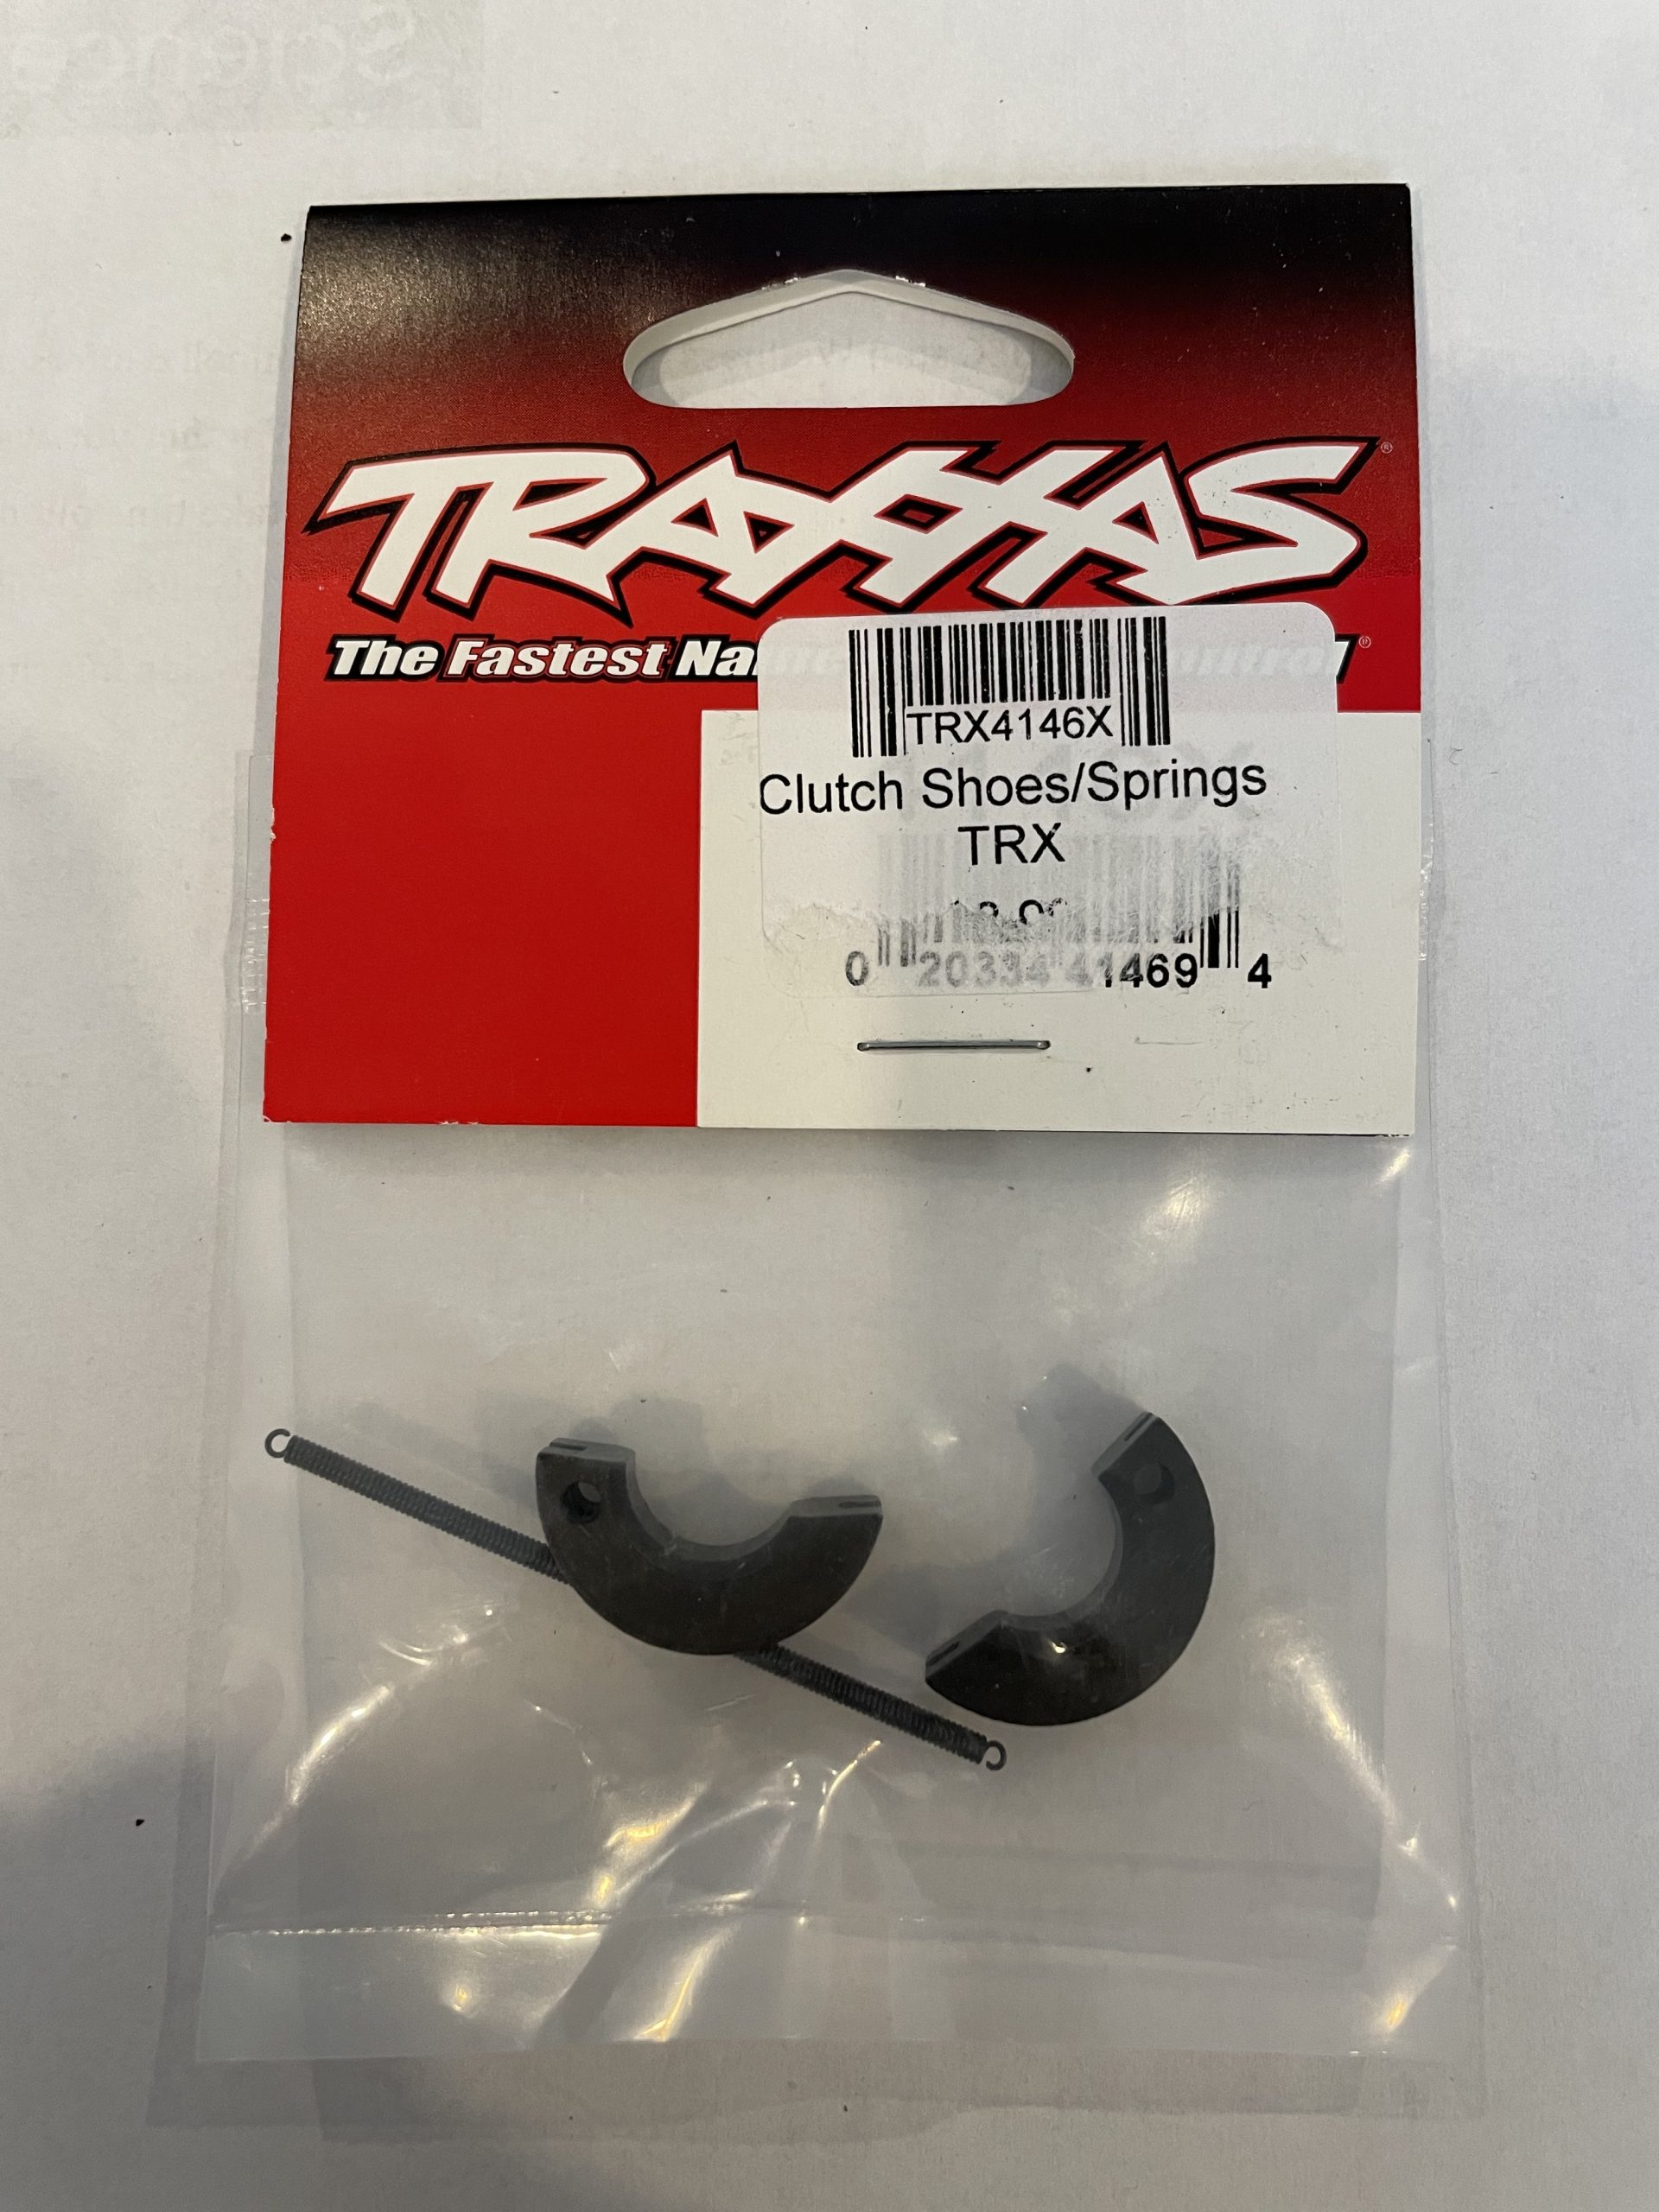 TRAXXAS®
The Fastest ®
TRX4146X
Clutch Shoes/Springs
TRX
0 20334 41469 4